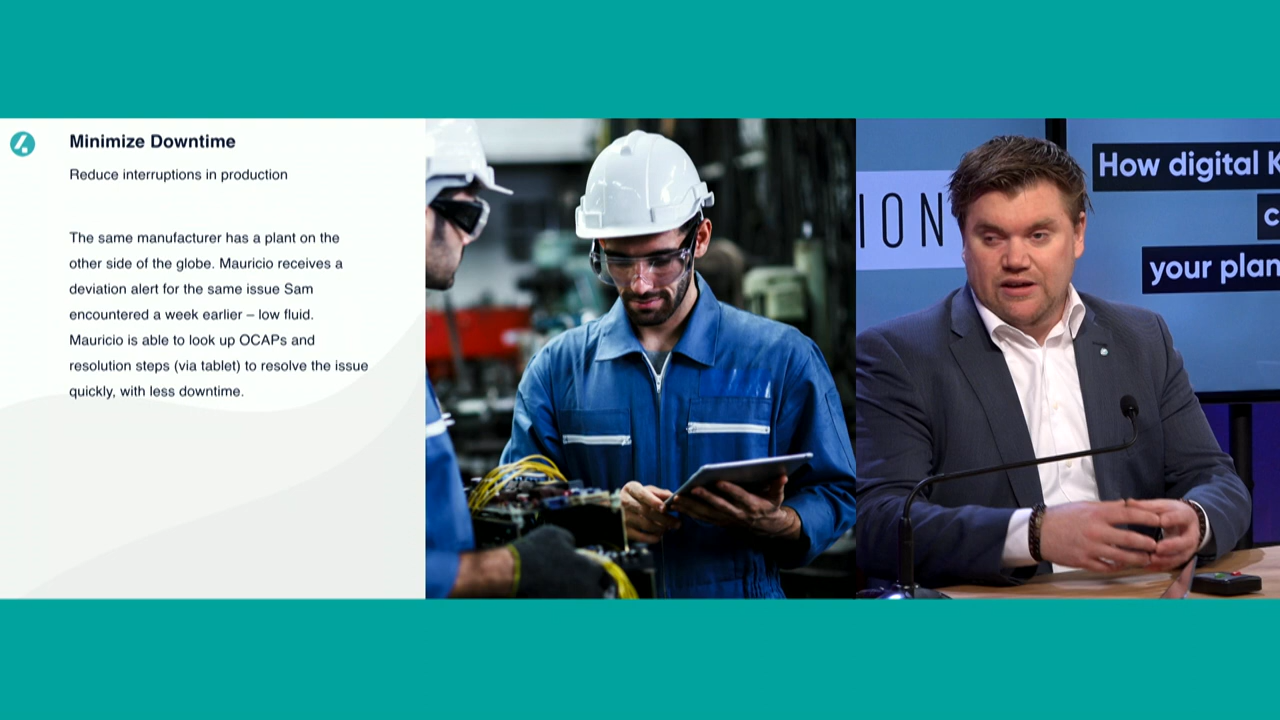 Minimize Downtime
Reduce interruptions in production
The same manufacturer has a plant on the
other side of the globe. Mauricio receives a
deviation alert for the same issue Sam
encountered a week earlier – low fluid.
Mauricio is able to look up OCAPs and
resolution steps (via tablet) to resolve the issue
quickly, with less downtime.
ION
How digital K
c
your plan